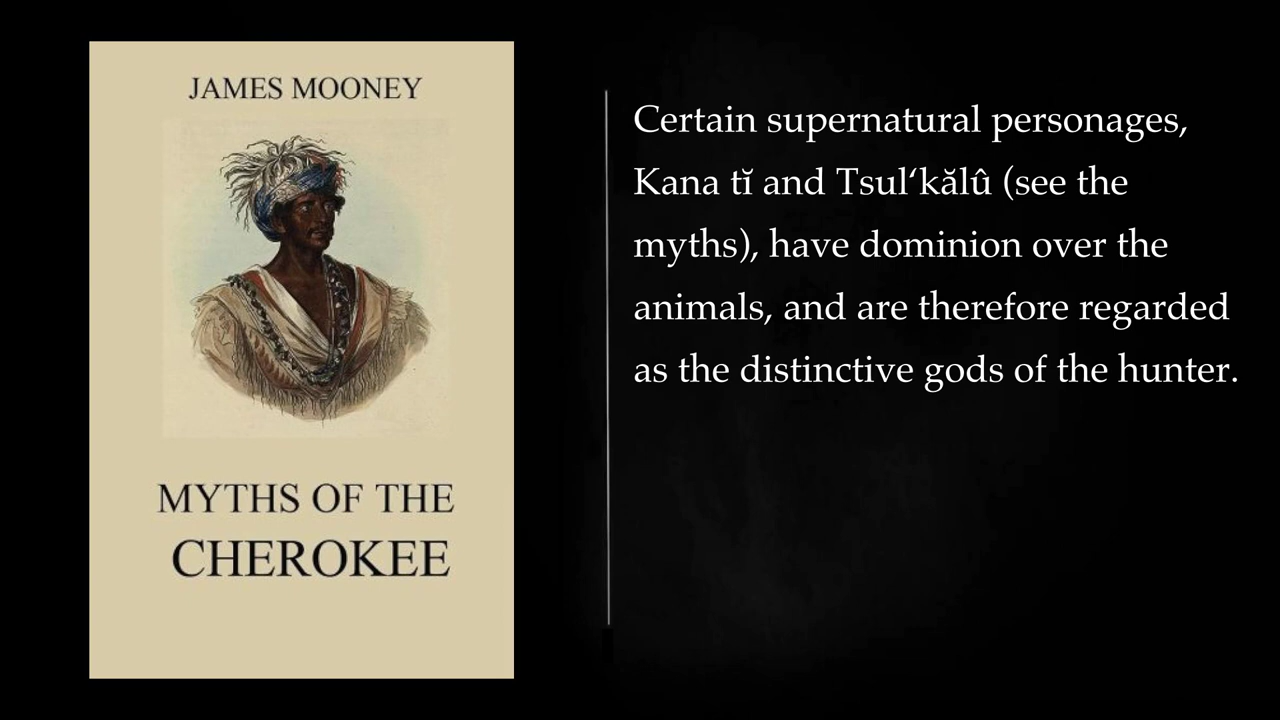 JAMES MOONEY
MYTHS OF THE
CHEROKEE
Certain supernatural personages,
Kana tĭ and Tsul‘kălû (see the
myths), have dominion over the
animals, and are therefore regarded
as the distinctive gods of the hunter.